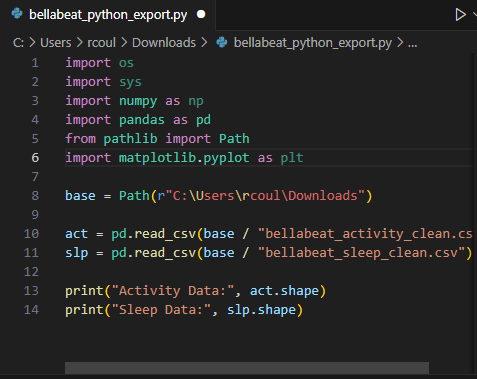 bellabeat_python_export.py
C: > Users > rcoul > Downloads > bellabeat_python_export.py > ...
1 import os
2 import sys
3 import numpy as np
4 import pandas as pd
5 from pathlib import Path
6 import matplotlib.pyplot as plt
7
8 base = Path(r"C:\Users\rcoul\Downloads")
9
10 act = pd.read_csv(base / "bellabeat_activity_clean.cs
11 slp = pd.read_csv(base / "bellabeat_sleep_clean.csv")
12
13 print("Activity Data:", act.shape)
14 print("Sleep Data:", slp.shape)